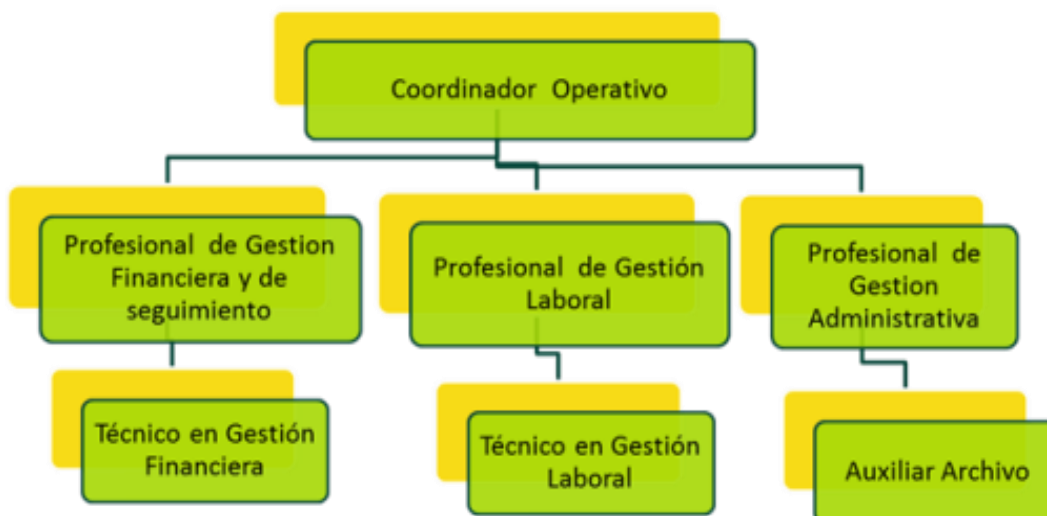 Coordinador Operativo
Profesional de Gestion
Financiera y de
seguimiento
Profesional de Gestión
Laboral
Profesional de
Gestion
Administrativa
Técnico en Gestión
Financiera
Técnico en Gestión
Laboral
Auxiliar Archivo